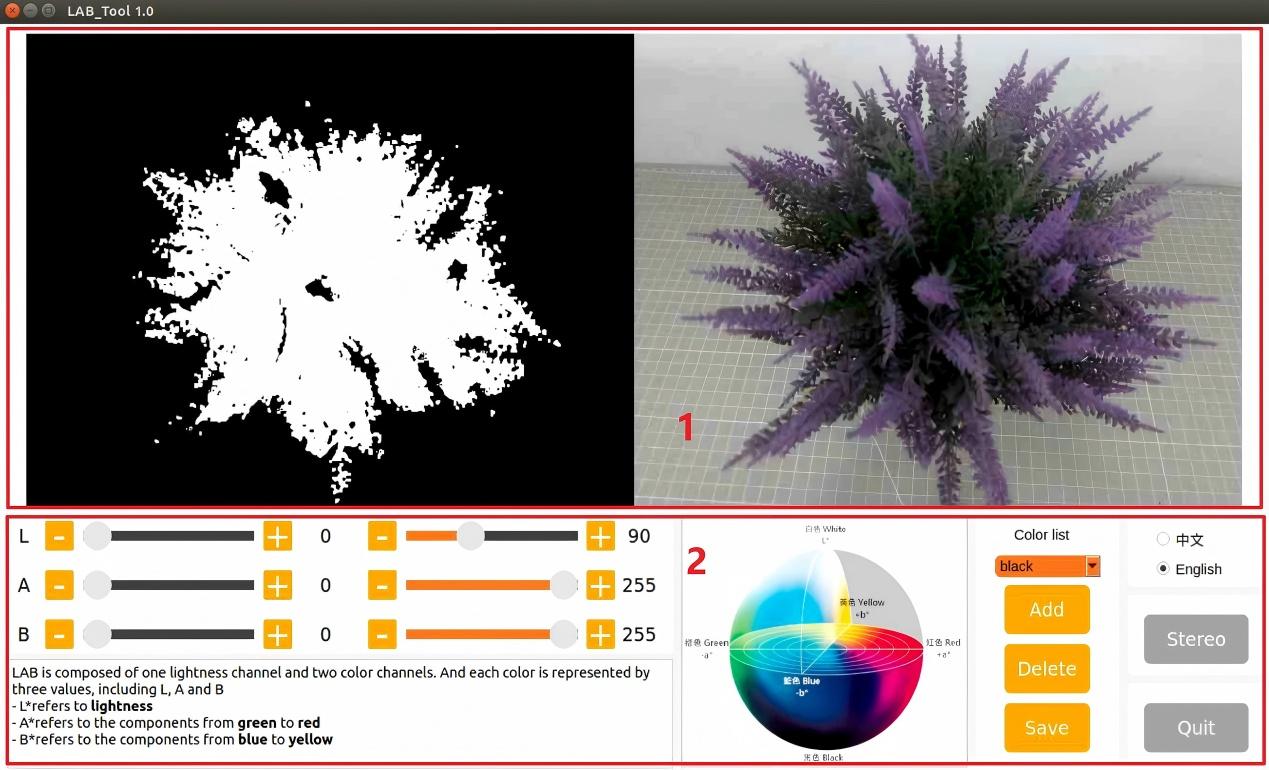 LAB_Tool 1.0
1
L - + 0 - + 90
A - + 0 - + 255
B - + 0 - + 255
LAB is composed of one lightness channel and two color channels. And each color is represented by
three values, including L, A and B
- L*refers to lightness
- A*refers to the components from green to red
- B*refers to the components from blue to yellow
2
白色 White
L*
黄色 Yellow
+b*
Green
-a*
红色 Red
+a*
藍色 Blue
-b*
黑色 Black
Color list
black
Add
Delete
Save
中文
English
Stereo
Quit